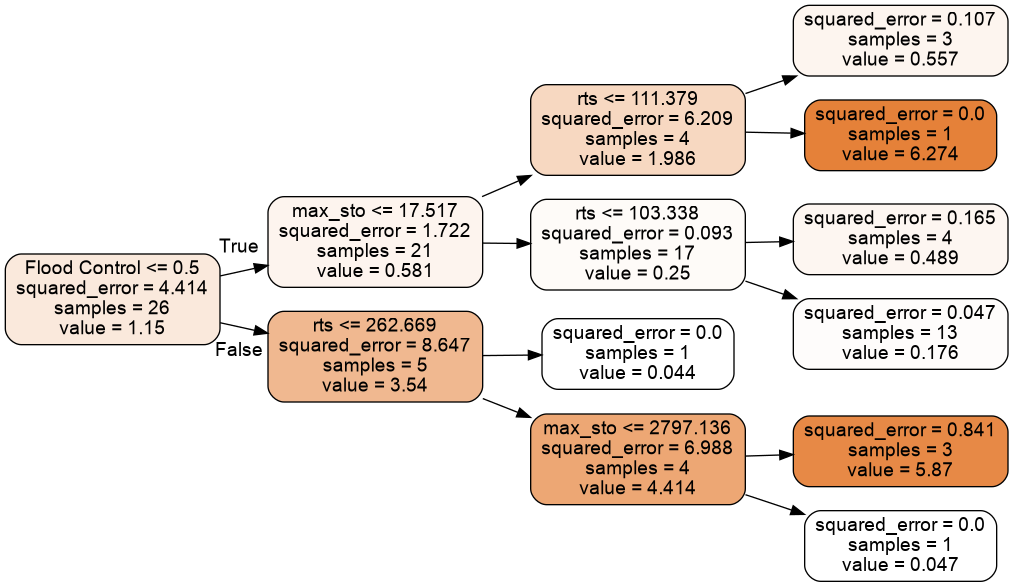 Flood Control <= 0.5
squared_error = 4.414
samples = 26
value = 1.15
True
False
max_sto <= 17.517
squared_error = 1.722
samples = 21
value = 0.581
rts <= 262.669
squared_error = 8.647
samples = 5
value = 3.54
rts <= 111.379
squared_error = 6.209
samples = 4
value = 1.986
rts <= 103.338
squared_error = 0.093
samples = 17
value = 0.25
squared_error = 0.0
samples = 1
value = 0.044
max_sto <= 2797.136
squared_error = 6.988
samples = 4
value = 4.414
squared_error = 0.107
samples = 3
value = 0.557
squared_error = 0.0
samples = 1
value = 6.274
squared_error = 0.165
samples = 4
value = 0.489
squared_error = 0.047
samples = 13
value = 0.176
squared_error = 0.841
samples = 3
value = 5.87
squared_error = 0.0
samples = 1
value = 0.047